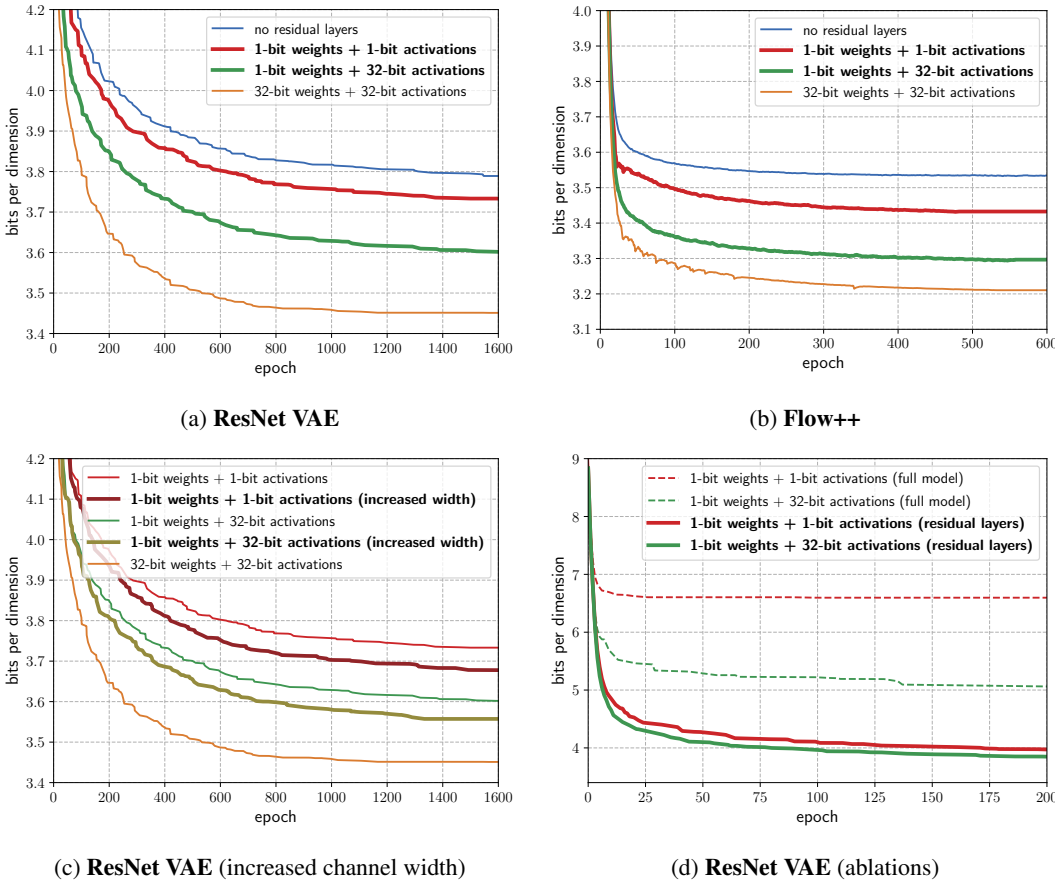 4.2
4.1
4.0
3.9
3.8
3.7
3.6
3.5
3.4
bits per dimension
no residual layers
1-bit weights + 1-bit activations
1-bit weights + 32-bit activations
32-bit weights + 32-bit activations
0 200 400 600 800 1000 1200 1400 1600
epoch
(a) ResNet VAE
4.0
3.9
3.8
3.7
3.6
3.5
3.4
3.3
3.2
3.1
bits per dimension
no residual layers
1-bit weights + 1-bit activations
1-bit weights + 32-bit activations
32-bit weights + 32-bit activations
0 100 200 300 400 500 600
epoch
(b) Flow++
4.2
4.1
4.0
3.9
3.8
3.7
3.6
3.5
3.4
bits per dimension
1-bit weights + 1-bit activations
1-bit weights + 1-bit activations (increased width)
1-bit weights + 32-bit activations
1-bit weights + 32-bit activations (increased width)
32-bit weights + 32-bit activations
0 200 400 600 800 1000 1200 1400 1600
epoch
(c) ResNet VAE (increased channel width)
9
8
7
6
5
4
bits per dimension
1-bit weights + 1-bit activations (full model)
1-bit weights + 32-bit activations (full model)
1-bit weights + 1-bit activations (residual layers)
1-bit weights + 32-bit activations (residual layers)
0 25 50 75 100 125 150 175 200
epoch
(d) ResNet VAE (ablations)